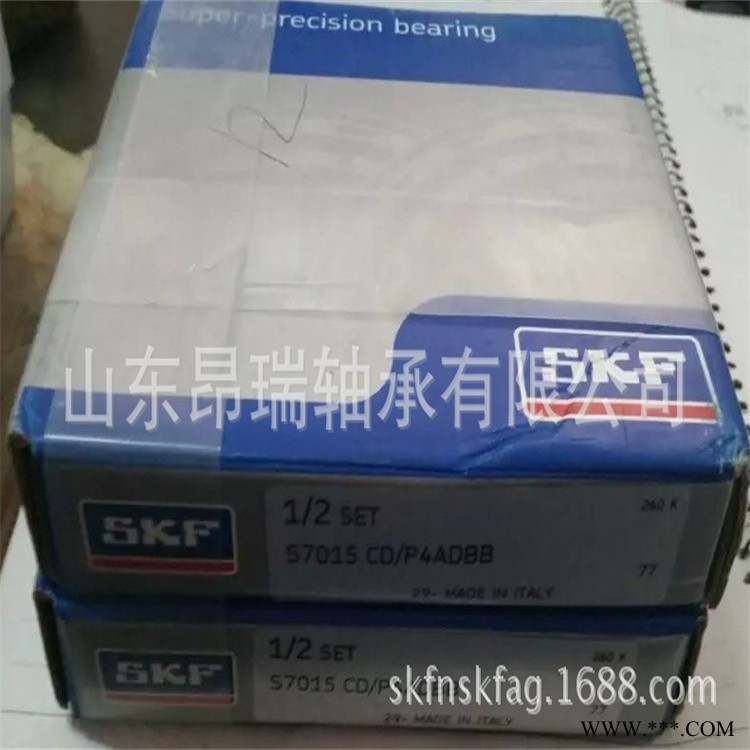 super-precision bearing
12
SKF
山东昂瑞轴承有限公司
SKF
1/2 SET
S7015 CD/P4ADBB
260 K
77
29- MADE IN ITALY
SKF
1/2 SET
S7015 CD/P4ADBB
260 K
77
29- MADE IN ITALY
skfnskfag.1688.com
www.***.com